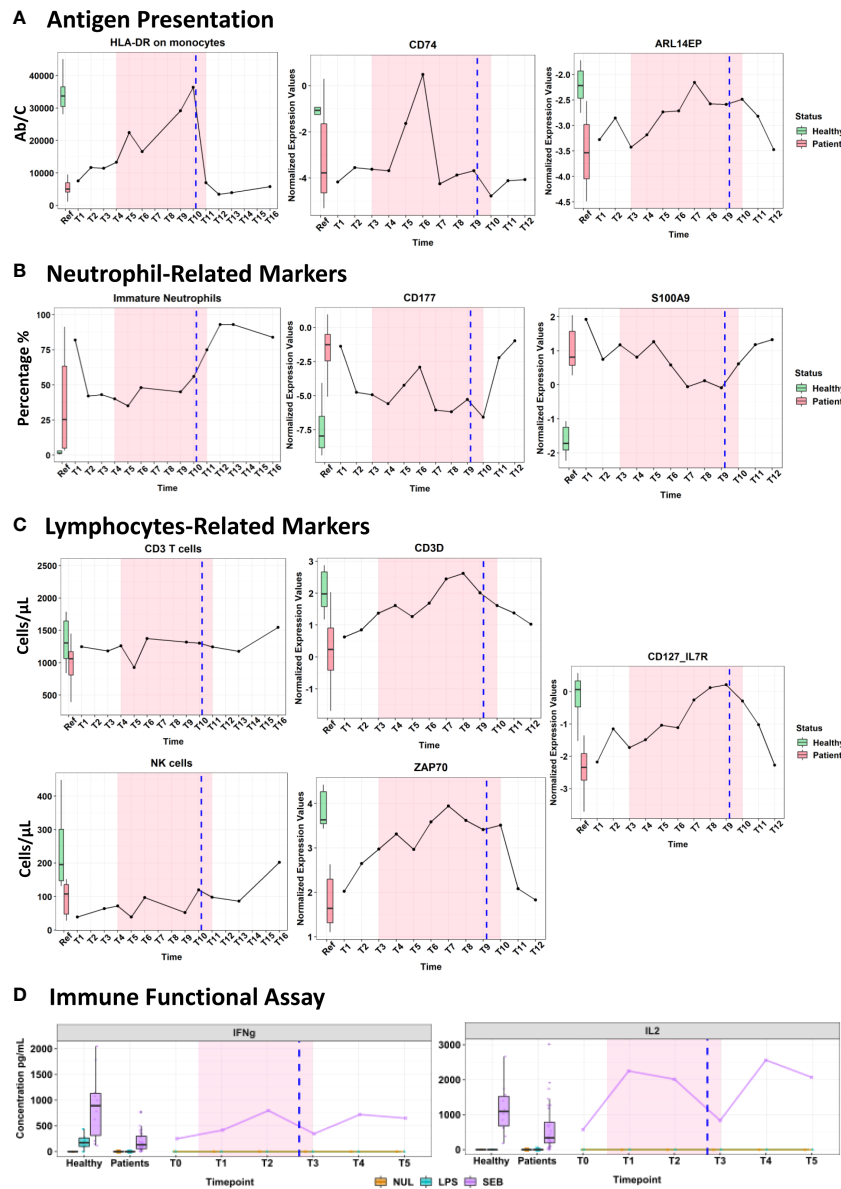 A Antigen Presentation
HLA-DR on monocytes
CD74
ARL14EP
Ab/C
40000
30000
20000
10000
0
Ref T1 T2 T3 T4 T5 T6 T7 T8 T9 T10 T11 T12 T13 T14 T15 T16
Time
Normalized Expression Values
0
-2
-4
Ref T1 T2 T3 T4 T5 T6 T7 T8 T9 T10 T11 T12
Time
Normalized Expression Values
-2.0
-2.5
-3.0
-3.5
-4.0
-4.5
Ref T1 T2 T3 T4 T5 T6 T7 T8 T9 T10 T11 T12
Time
Status
Healthy
Patient
B Neutrophil-Related Markers
Immature Neutrophils
CD177
S100A9
Percentage %
100
75
50
25
0
Ref T1 T2 T3 T4 T5 T6 T7 T8 T9 T10 T11 T12 T13 T14 T15 T16
Time
Normalized Expression Values
0.0
-2.5
-5.0
-7.5
Ref T1 T2 T3 T4 T5 T6 T7 T8 T9 T10 T11 T12
Time
Normalized Expression Values
2
1
0
-1
-2
Ref T1 T2 T3 T4 T5 T6 T7 T8 T9 T10 T11 T12
Time
Status
Healthy
Patient
C Lymphocytes-Related Markers
CD3 T cells
CD3D
Cells/µL
2500
2000
1500
1000
500
Ref T1 T2 T3 T4 T5 T6 T7 T8 T9 T10 T11 T12 T13 T14 T15 T16
Time
Normalized Expression Values
3
2
1
0
-1
Ref T1 T2 T3 T4 T5 T6 T7 T8 T9 T10 T11 T12
Time
CD127_IL7R
Normalized Expression Values
0
-1
-2
-3
Ref T1 T2 T3 T4 T5 T6 T7 T8 T9 T10 T11 T12
Time
Status
Healthy
Patient
NK cells
ZAP70
Cells/µL
400
300
200
100
0
Ref T1 T2 T3 T4 T5 T6 T7 T8 T9 T10 T11 T12 T13 T14 T15 T16
Time
Normalized Expression Values
4
3
2
1
Ref T1 T2 T3 T4 T5 T6 T7 T8 T9 T10 T11 T12
Time
D Immune Functional Assay
IFNg
IL2
Concentration pg/mL
2000
1500
1000
500
0
Healthy Patients T0 T1 T2 T3 T4 T5
Timepoint
3000
2000
1000
0
Healthy Patients T0 T1 T2 T3 T4 T5
Timepoint
NUL LPS SEB